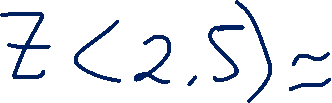 Z < 2,5) ≃